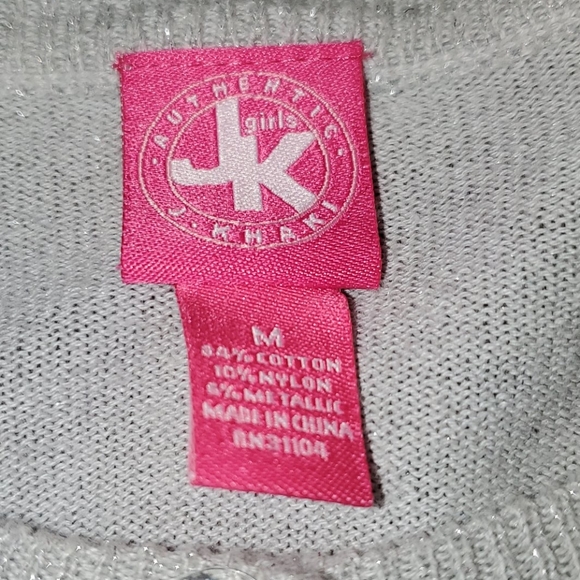 AUTHENTIC
girls
JK
J. KHAKI
M
84% COTTON
10% NYLON
6% METALLIC
MADE IN CHINA
RN31104